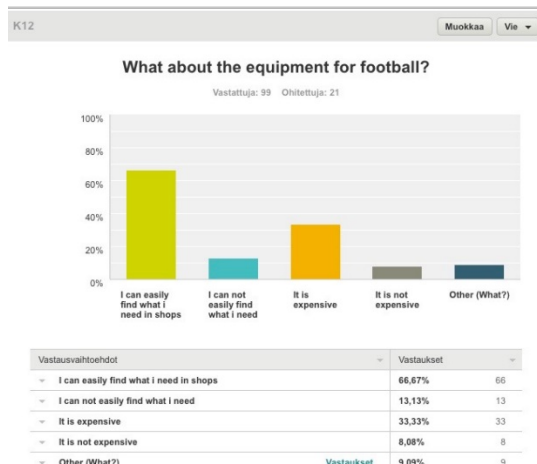 K12
Muokkaa
Vie
What about the equipment for football?
Vastattuja: 99 Ohitettuja: 21
100%
80%
60%
40%
20%
0%
I can easily
find what i
need in shops
I can not
easily find
what i need
It is
expensive
It is not
expensive
Other (What?)
Vastausvaihtoehdot Vastaukset
I can easily find what i need in shops 66,67% 66
I can not easily find what i need 13,13% 13
It is expensive 33,33% 33
It is not expensive 8,08% 8
Other (What?) Vastaukset 9,09% 9